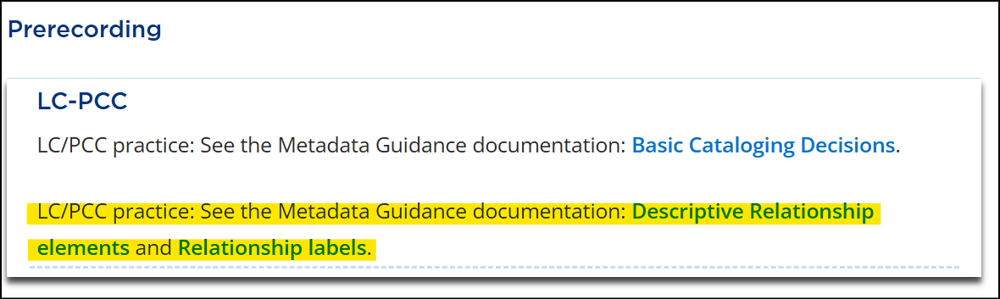 Prerecording
LC-PCC
LC/PCC practice: See the Metadata Guidance documentation: Basic Cataloging Decisions.
LC/PCC practice: See the Metadata Guidance documentation: Descriptive Relationship
elements and Relationship labels.